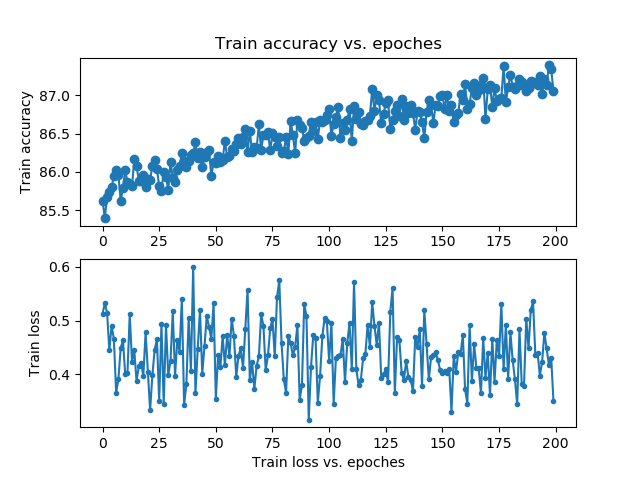 Train accuracy vs. epoches
87.0
86.5
86.0
85.5
Train accuracy
0 25 50 75 100 125 150 175 200
0.6
0.5
0.4
Train loss
0 25 50 75 100 125 150 175 200
Train loss vs. epoches